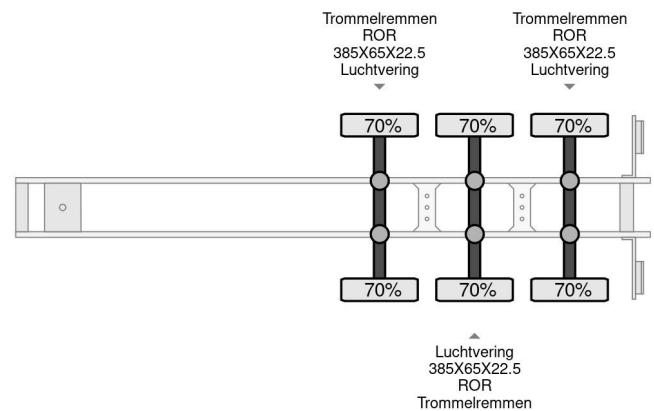 Trommelremmen
ROR
385X65X22.5
Luchtvering
Trommelremmen
ROR
385X65X22.5
Luchtvering
70% 70% 70%
70% 70% 70%
Luchtvering
385X65X22.5
ROR
Trommelremmen